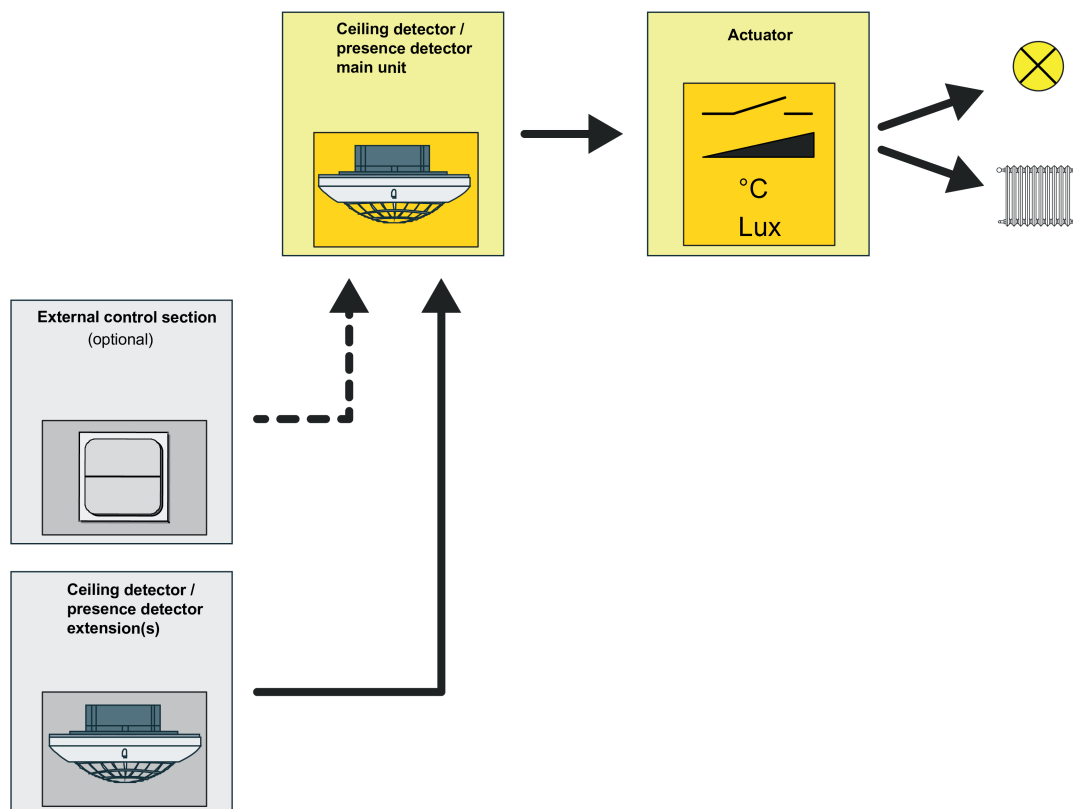 Ceiling detector /
presence detector
main unit
Actuator
°C
Lux
External control section
(optional)
Ceiling detector /
presence detector
extension(s)